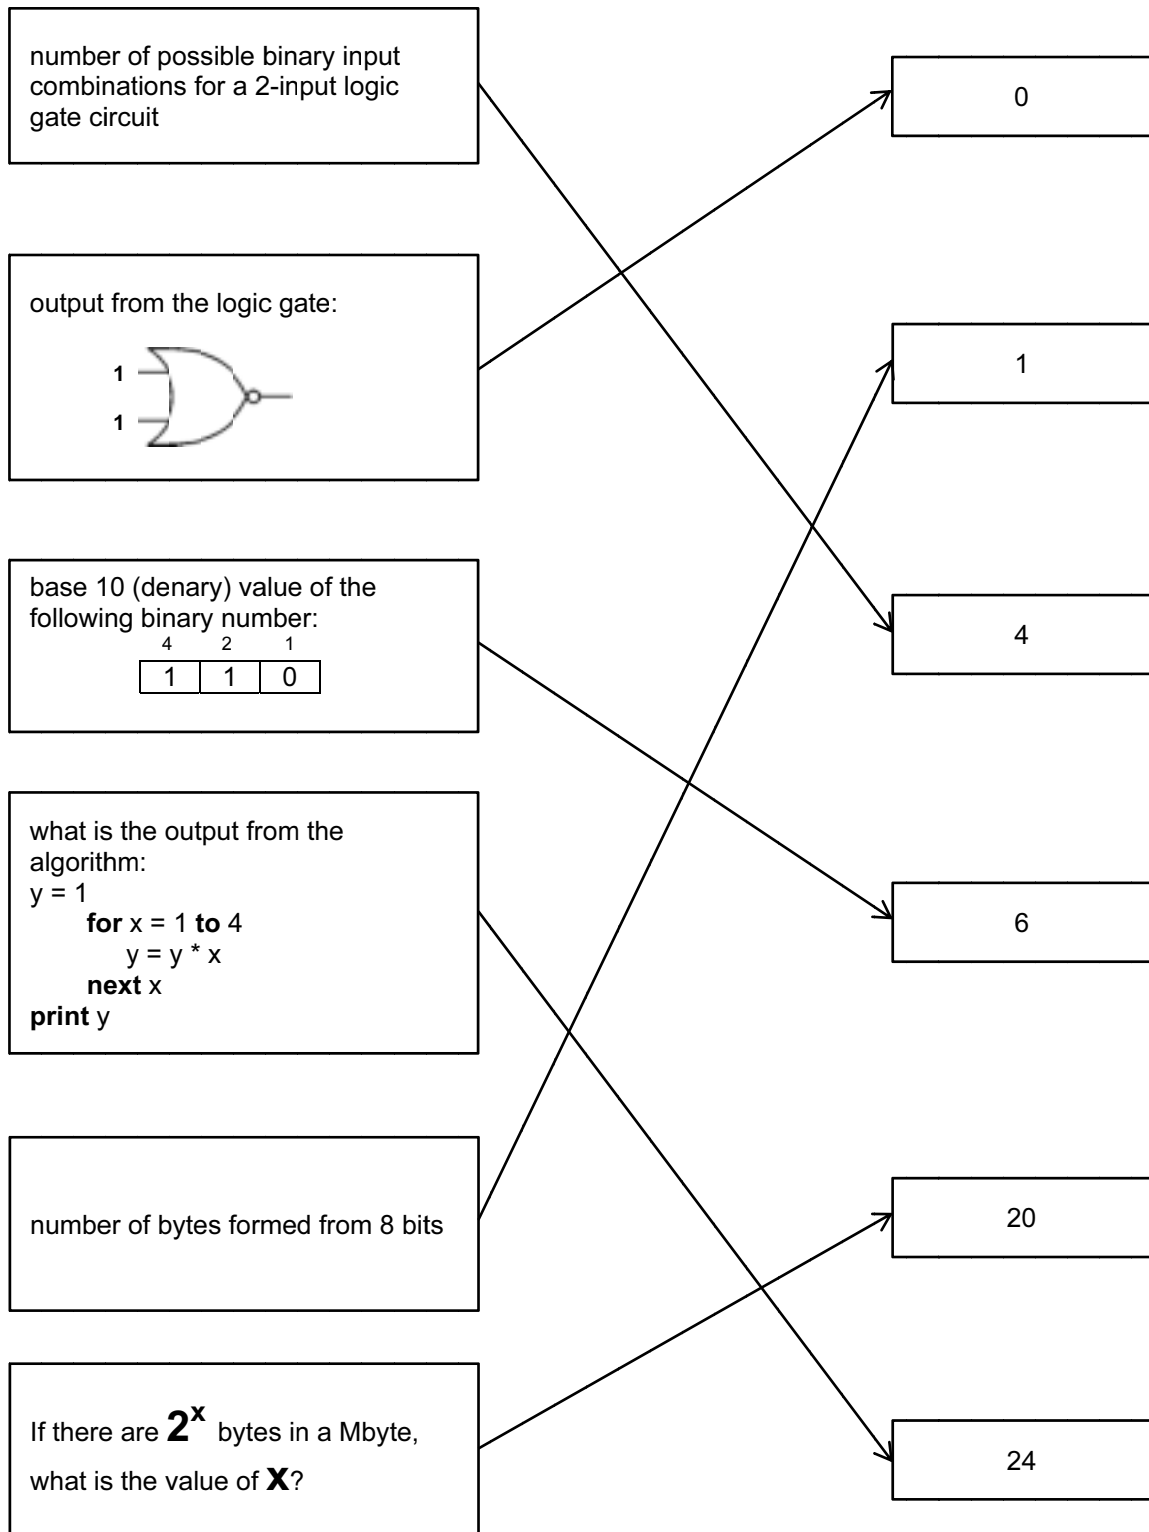 number of possible binary input
combinations for a 2-input logic
gate circuit
output from the logic gate:
1
1
base 10 (denary) value of the
following binary number:
4 2 1
1 1 0
what is the output from the
algorithm:
y = 1
for x = 1 to 4
y = y * x
next x
print y
number of bytes formed from 8 bits
If there are 2^x bytes in a Mbyte,
what is the value of x?
0
1
4
6
20
24